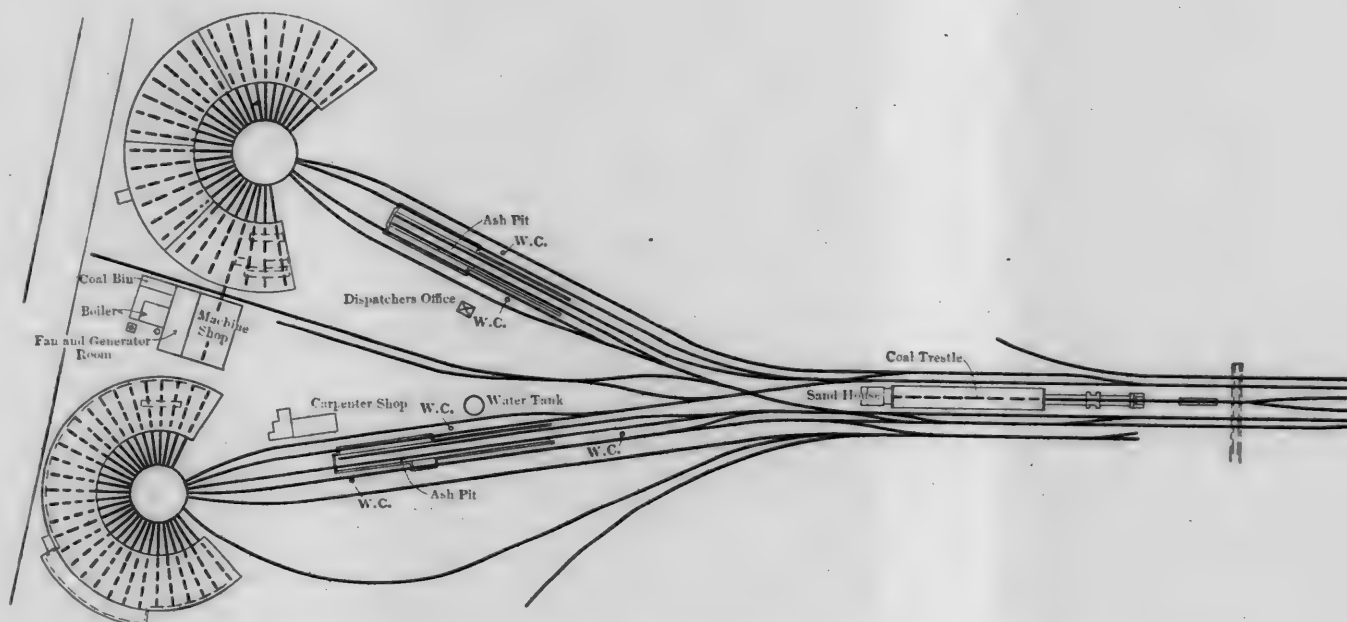 Ash Pit
W.C.
Coal Bin
Dispatchers Office
Boiler
W.C.
Machine
Shop
Fan and Generator
Room
Coal Trestle
Sand House
Carpenter Shop
W.C.
Water Tank
W.C.
Ash Pit
W.C.